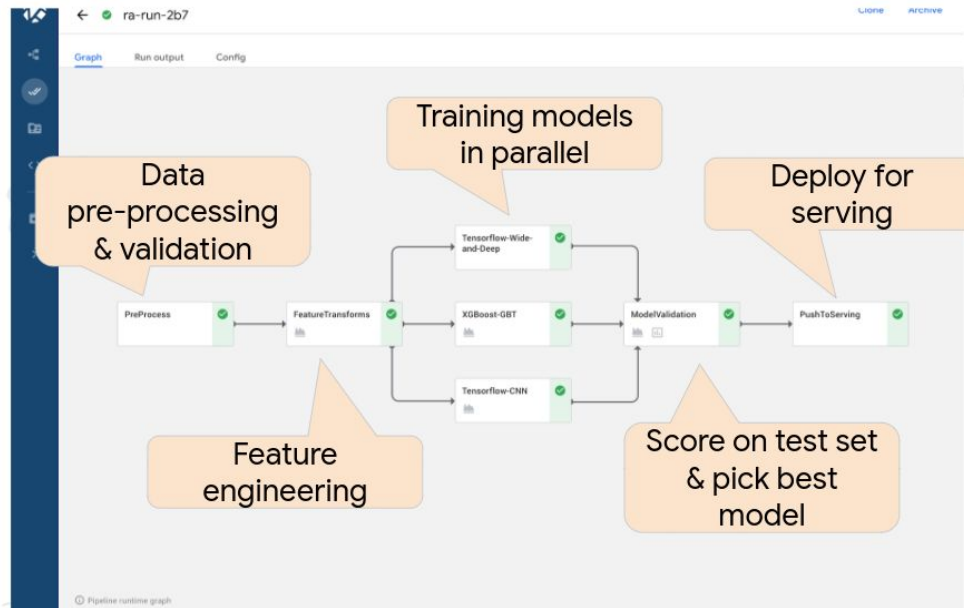 ra-run-2b7
Clone
Archive
Graph
Run output
Config
Training models
in parallel
Data
pre-processing
& validation
Deploy for
serving
Tensorflow-Wide-
and-Deep
PreProcess
FeatureTransforms
XGBoost-GBT
ModelValidation
PushToServing
Tensorflow-CNN
Feature
engineering
Score on test set
& pick best
model
Pipeline runtime graph